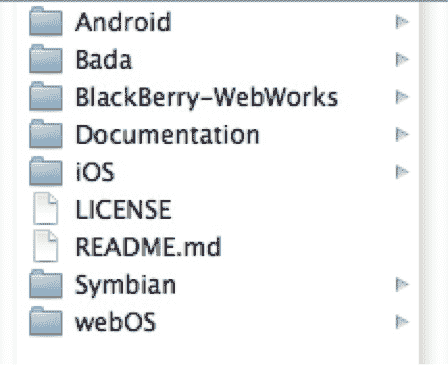 Android
Bada
BlackBerry-WebWorks
Documentation
iOS
LICENSE
README.md
Symbian
webOS